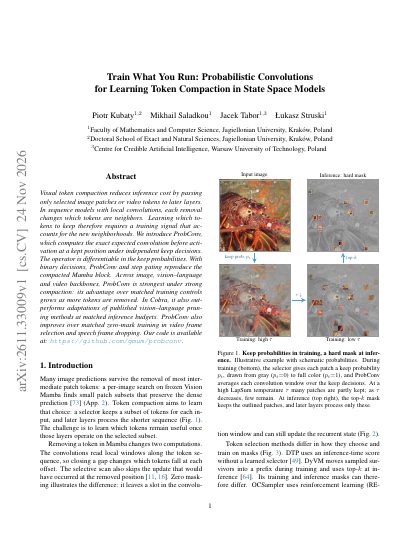 Train What You Run: Probabilistic Convolutions
for Learning Token Compaction in State Space Models
Piotr Kubaty1,2 Mikhail Saladkou1 Jacek Tabor1,3 Łukasz Struski1
1Faculty of Mathematics and Computer Science, Jagiellonian University, Kraków, Poland
2Doctoral School of Exact and Natural Sciences, Jagiellonian University, Kraków, Poland
3Centre for Credible Artificial Intelligence, Warsaw University of Technology, Poland
arXiv:2611.33009v1 [cs.CV] 24 Nov 2026
Abstract
Visual token compaction reduces inference cost by passing
only selected image patches or video tokens to later layers.
In sequence models with local convolutions, each removal
changes which tokens are neighbors. Learning which to-
kens to keep therefore requires a training signal that ac-
counts for the new neighborhoods. We introduce ProbConv,
which computes the exact expected convolution before acti-
vation at a kept position under independent keep decisions.
The operator is differentiable in the keep probabilities. With
binary decisions, ProbConv and step gating reproduce the
compacted Mamba block. Across image, vision-language,
and video backbones, ProbConv is strongest under strong
compaction: its advantage over matched training controls
grows as more tokens are removed. In Cobra, it also out-
performs adaptations of published vision-language prun-
ing methods at matched inference budgets. ProbConv also
improves over matched zero-mask training in video frame
selection and speech frame dropping. Our code is available
at: https://github.com/gmum/probconv.
1. Introduction
Many image predictions survive the removal of most inter-
mediate patch tokens: a per-image search on frozen Vision
Mamba finds small patch subsets that preserve the dense
prediction [73] (App. 2). Token compaction aims to learn
that choice: a selector keeps a subset of tokens for each in-
put, and later layers process the shorter sequence (Fig. 1).
The challenge is to learn which tokens remain useful once
those layers operate on the selected subset.
Removing a token in Mamba changes two computations.
The convolutions read local windows along the token se-
quence, so closing a gap changes which tokens fall at each
offset. The selective scan also skips the update that would
have occurred at the removed position [11, 16]. Zero mask-
ing illustrates the difference: it leaves a slot in the convolu-
Input image
Inference: hard mask
keep prob. pi
top-k
τ↓
Training: high τ
Training: low τ
Figure 1. Keep probabilities in training, a hard mask at infer-
ence. Illustrative example with schematic probabilities. During
training (bottom), the selector gives each patch a keep probability
pi, drawn from gray (pi=0) to full color (pi=1), and ProbConv
averages each convolution window over the keep decisions. At a
high LapSum temperature τ many patches are partly kept; as τ
decreases, few remain. At inference (top right), the top-k mask
keeps the outlined patches, and later layers process only these.
tion window and can still update the recurrent state (Fig. 2).
Token selection methods differ in how they choose and
train on masks (Fig. 3). DTP uses an inference-time score
without a learned selector [49]. DyVM moves sampled sur-
vivors into a prefix during training and uses top-k at in-
ference [64]. Its training and inference masks can there-
fore differ. OCSampler uses reinforcement learning (RE-
1